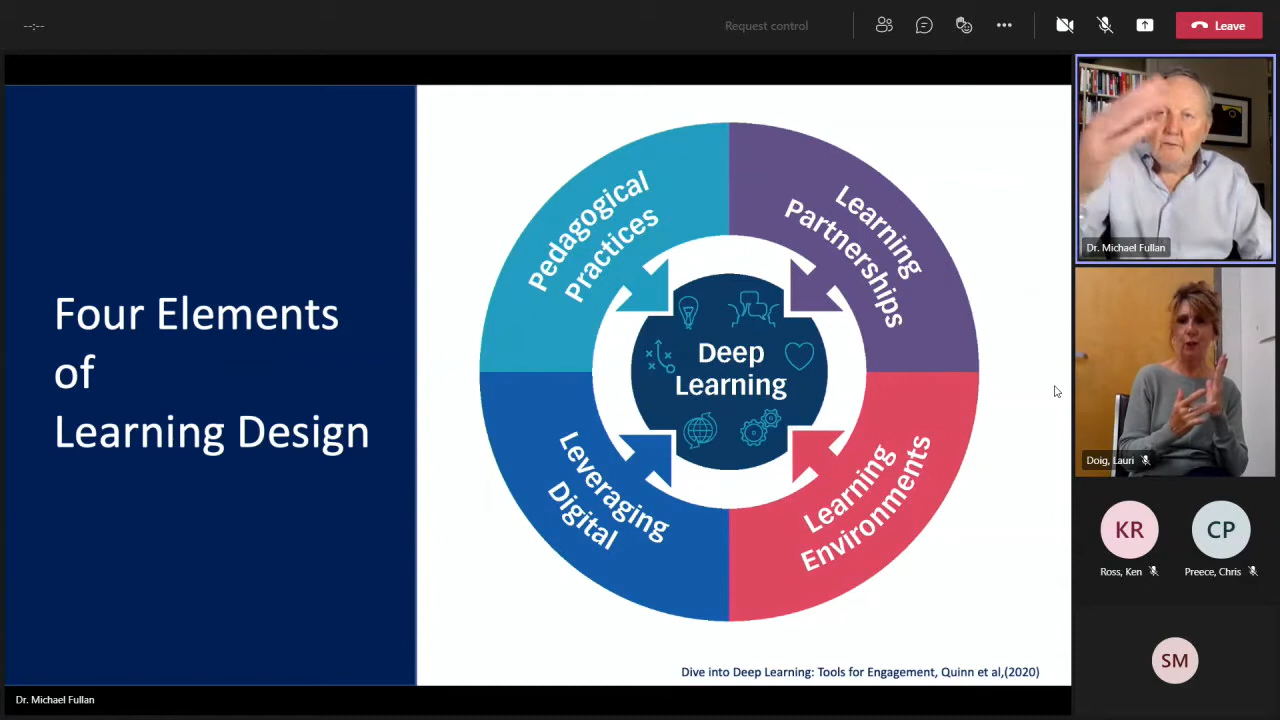 --:--
Request control
Leave
Four Elements
of
Learning Design
Pedagogical
Practices
Learning
Partnerships
Deep
Learning
Leveraging
Digital
Learning
Environments
Dive into Deep Learning: Tools for Engagement, Quinn et al,(2020)
Dr. Michael Fullan
Dr. Michael Fullan
Doig, Lauri
KR
CP
Ross, Ken
Preece, Chris
SM